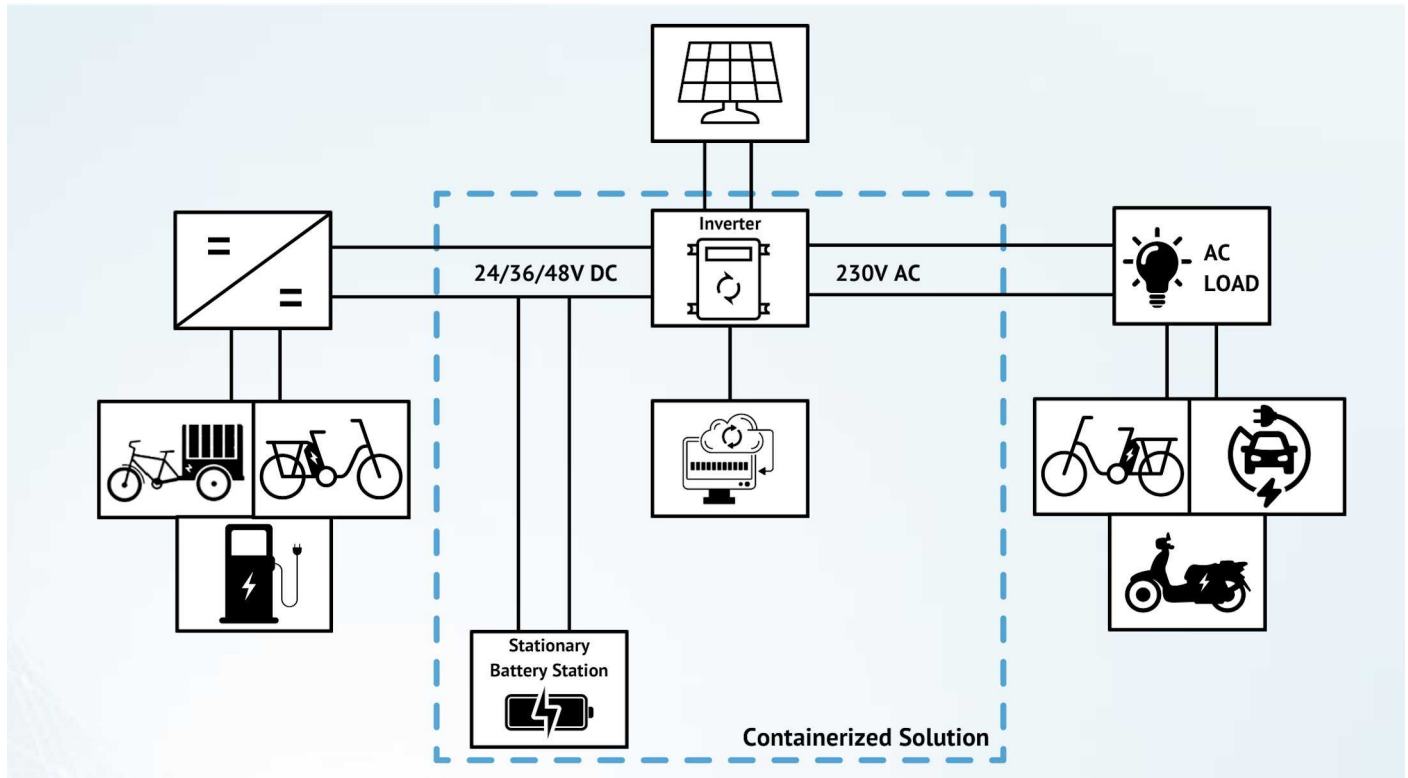 Inverter
24/36/48V DC
230V AC
AC
LOAD
Stationary
Battery Station
Containerized Solution